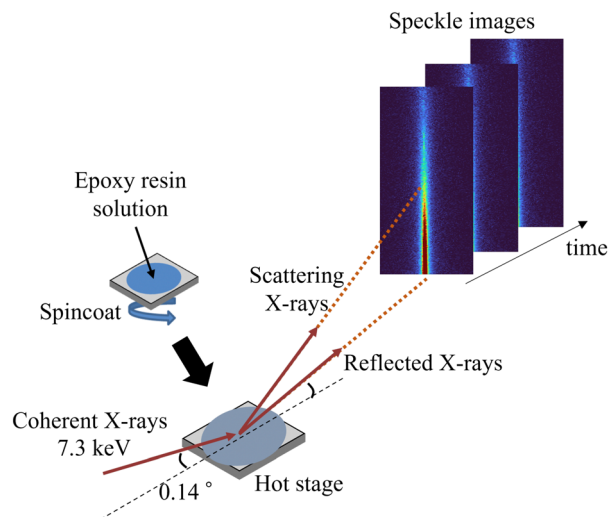 Speckle images
time
Epoxy resin
solution
Spincoat
Scattering
X-rays
Reflected X-rays
Coherent X-rays
7.3 keV
0.14 °
Hot stage